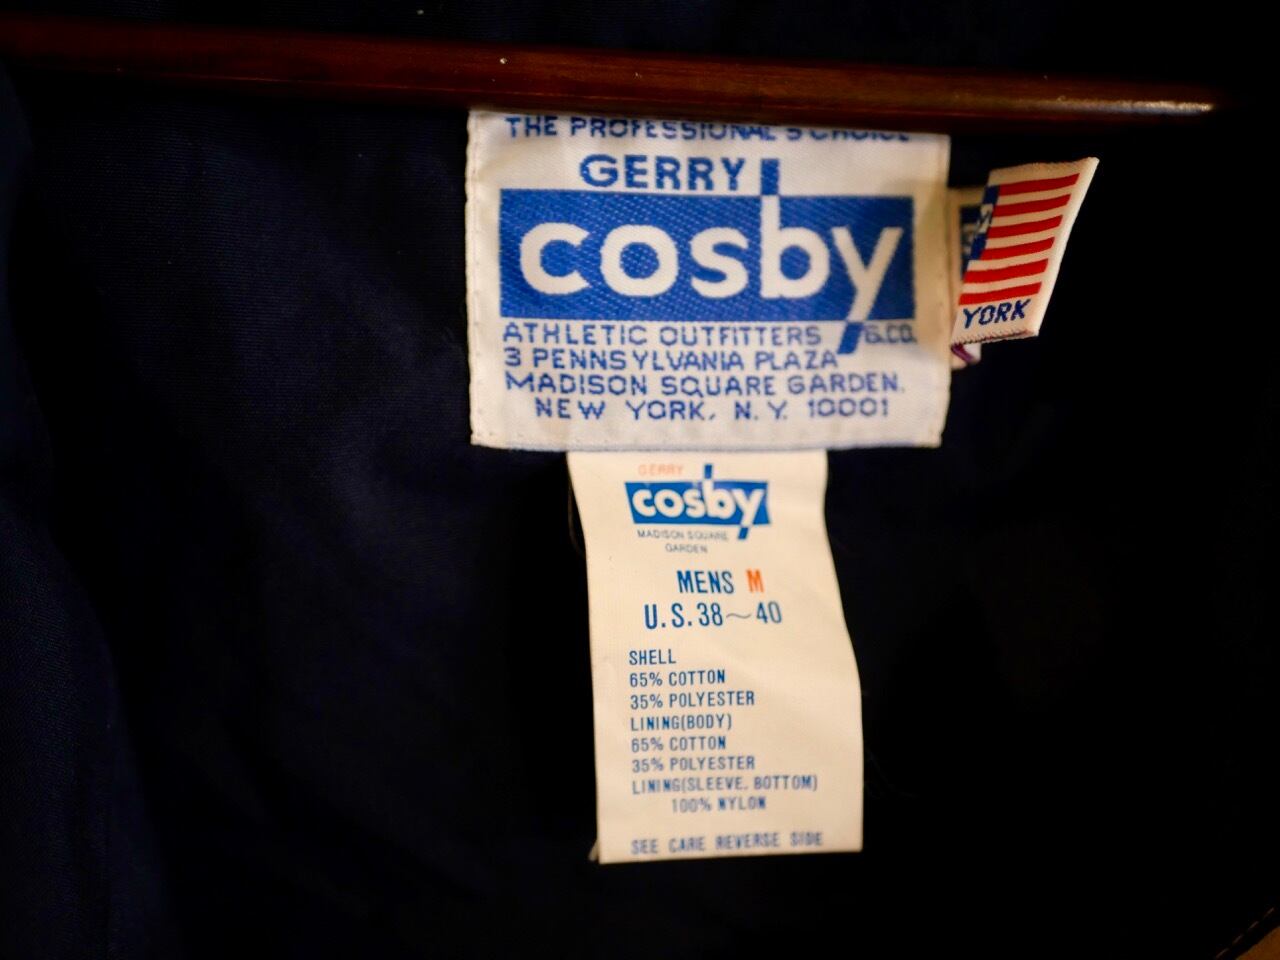 THE PROFESSIONAL'S CHOICE
GERRY
cosby
ATHLETIC OUTFITTERS & CO.
3 PENNSYLVANIA PLAZA
MADISON SQUARE GARDEN.
NEW YORK, N.Y. 10001
YORK
GERRY
cosby
MADISON SQUARE
GARDEN
MENS M
U.S.38~40
SHELL
65% COTTON
35% POLYESTER
LINING(BODY)
65% COTTON
35% POLYESTER
LINING(SLEEVE, BOTTOM)
100% NYLON
SEE CARE REVERSE SIDE